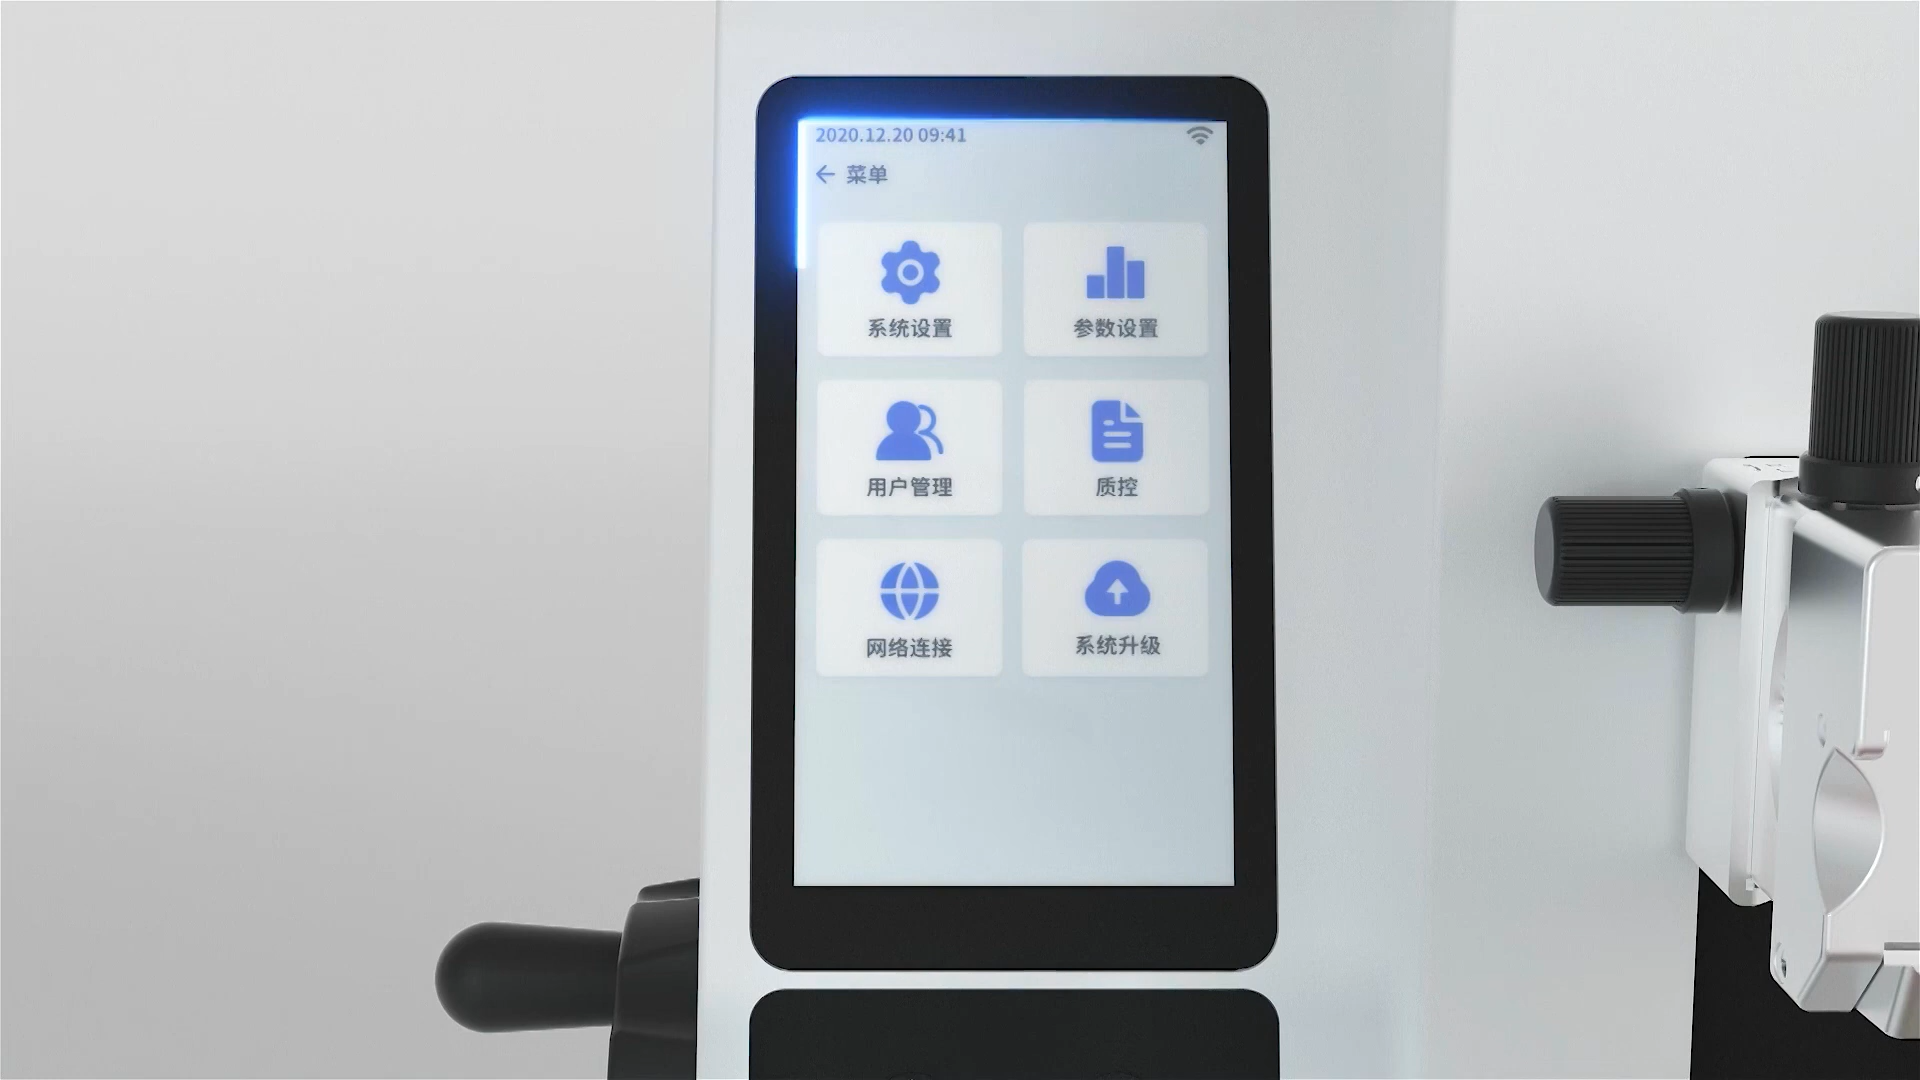 2020.12.20 09:41
← 菜单
系统设置
参数设置
用户管理
质控
网络连接
系统升级